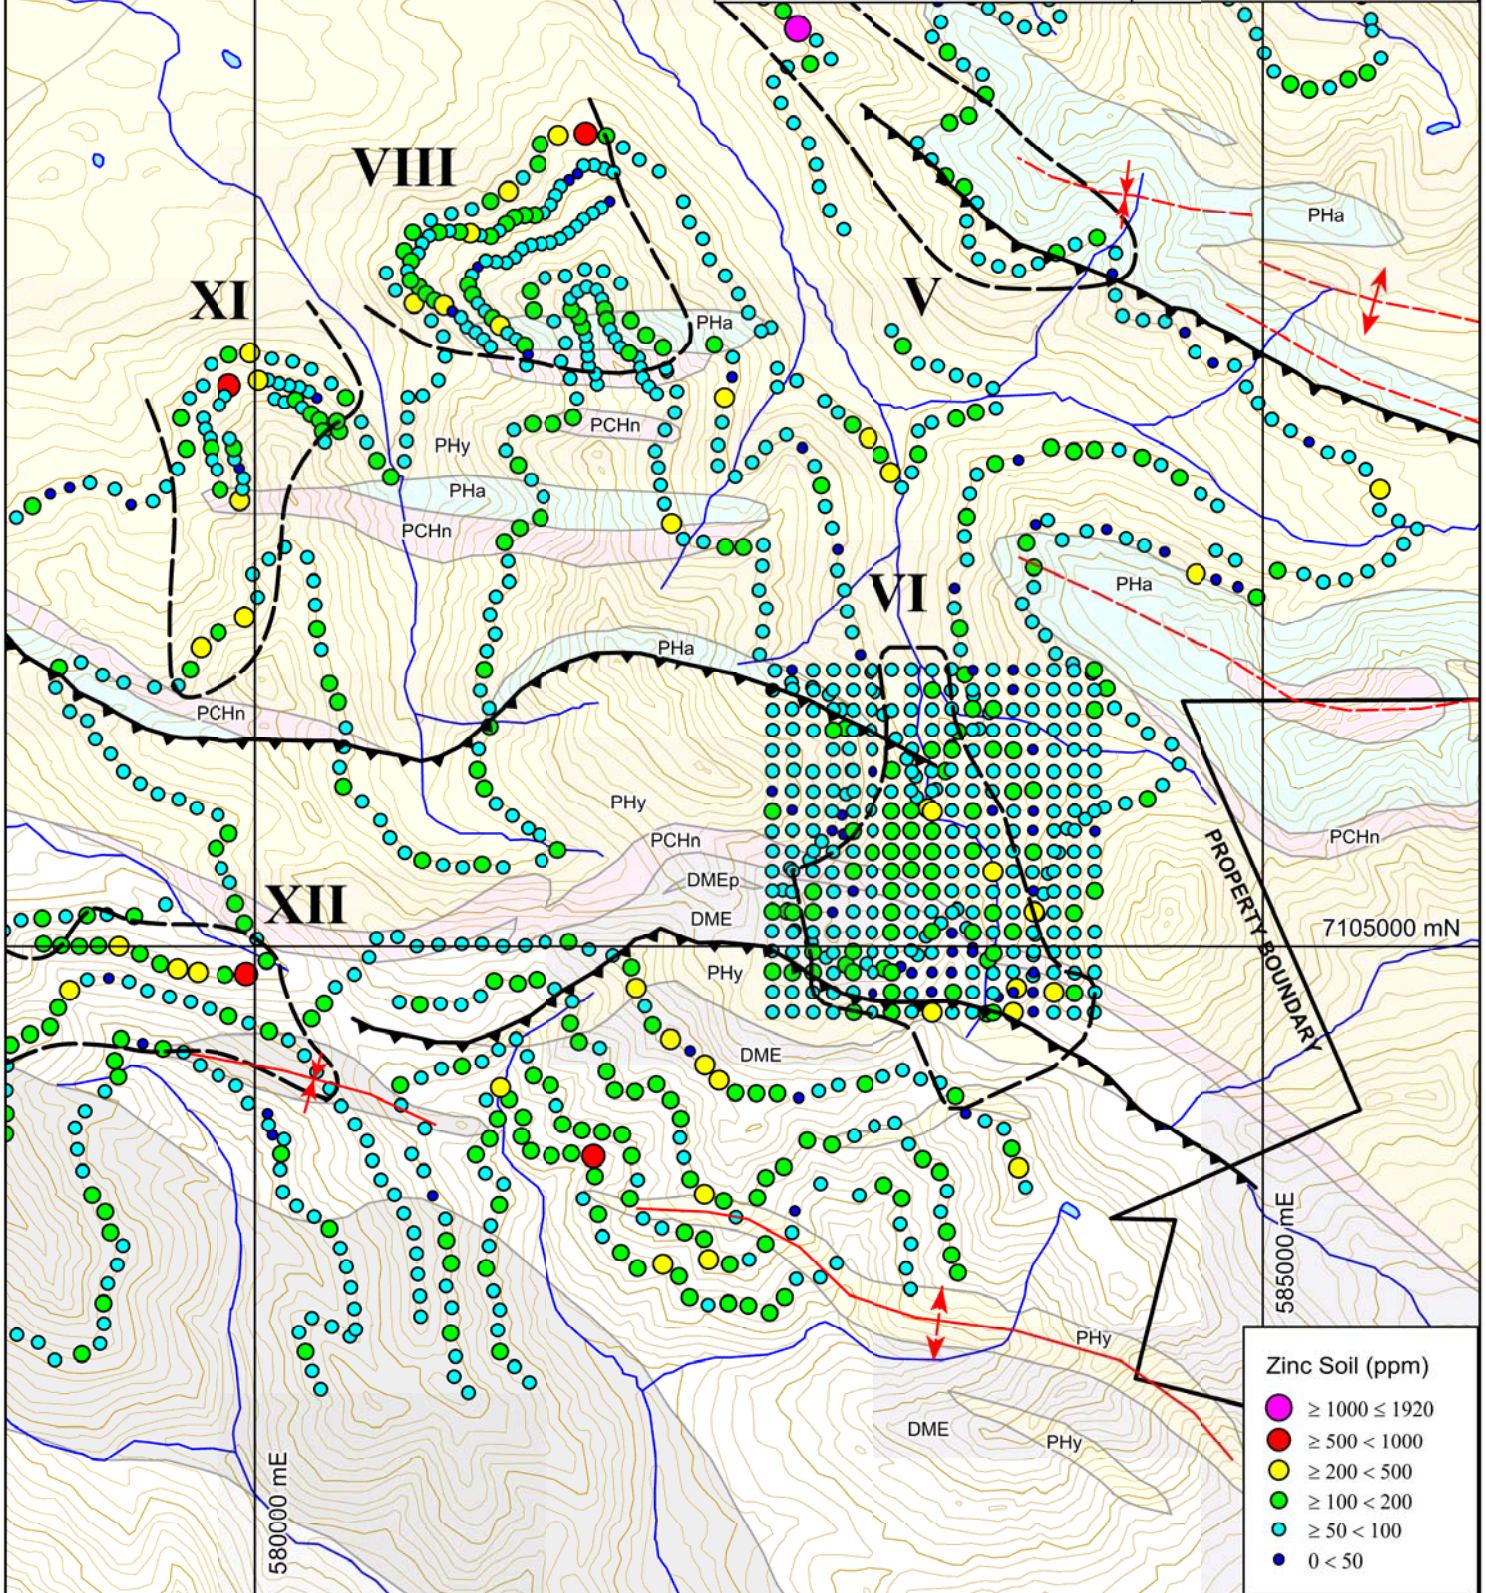 VIII
PHa
XI
V
PHa
PCHn
PHy
PHa
PCHn
VI
PHa
PHa
PCHn
PHy
PCHn
PCHn
DMEp
XII
DME
7105000 mN
PHy
PROPERTY BOUNDARY
DME
585000 mE
PHy
DME
PHy
580000 mE
Zinc Soil (ppm)
≥ 1000 ≤ 1920
≥ 500 < 1000
≥ 200 < 500
≥ 100 < 200
≥ 50 < 100
0 < 50